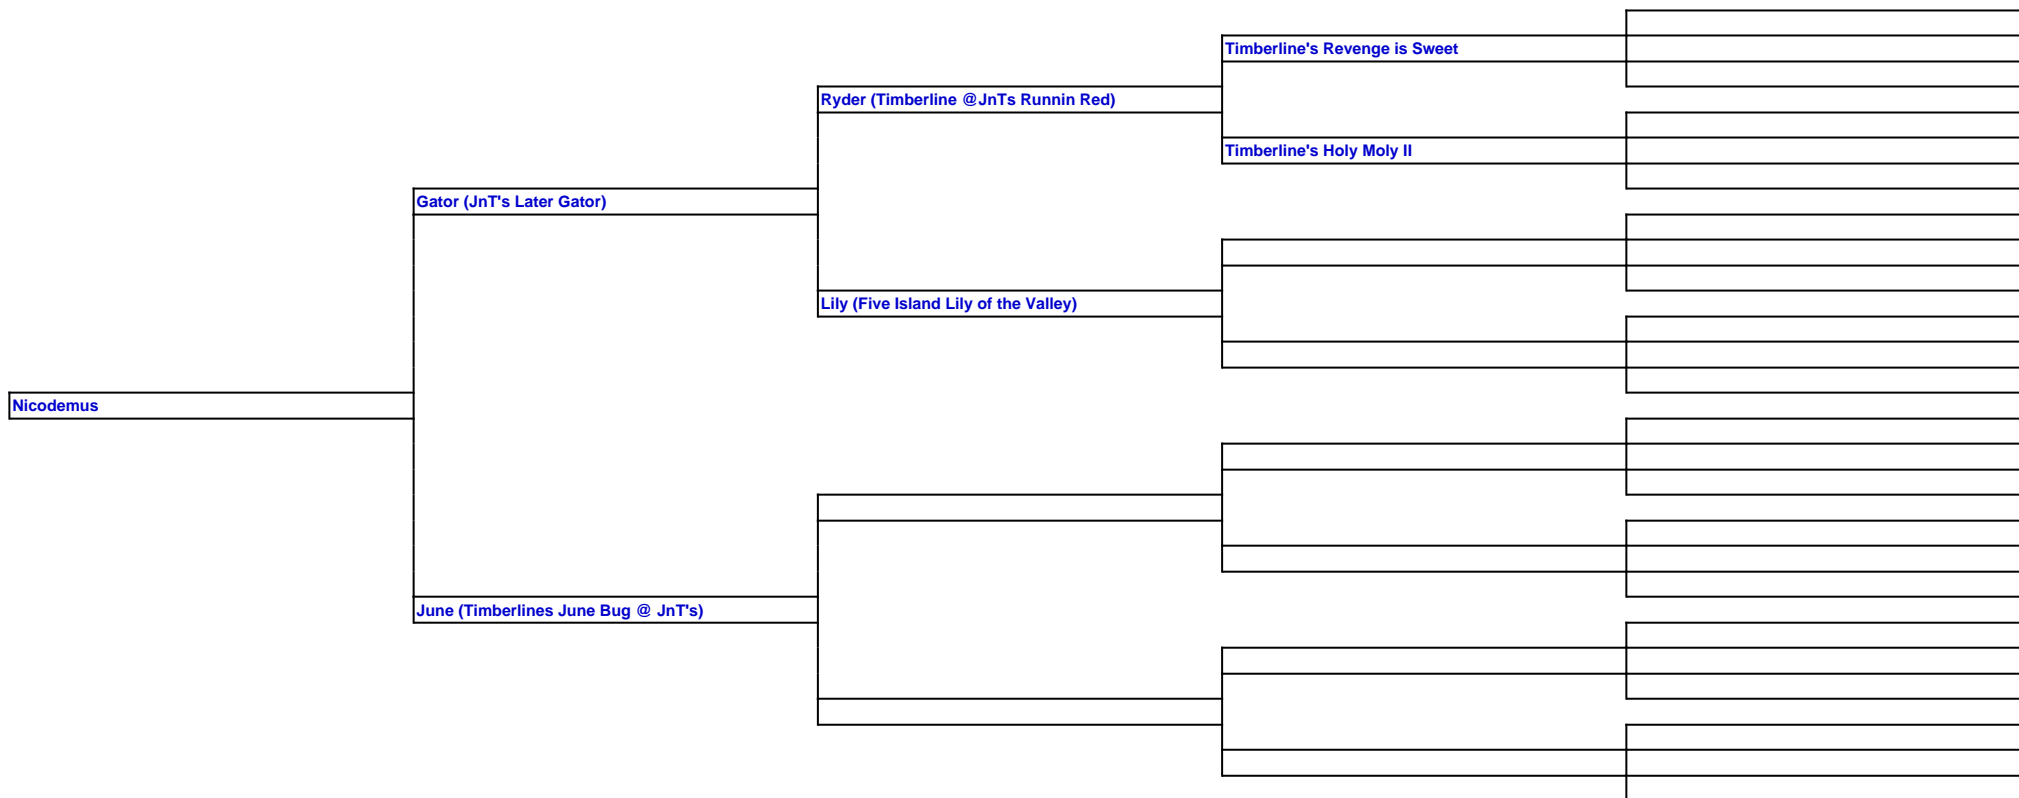 Timberline's Revenge is Sweet
Ryder (Timberline @JnTs Runnin Red)
Timberline's Holy Moly II
Gator (JnT's Later Gator)
Lily (Five Island Lily of the Valley)
Nicodemus
June (Timberlines June Bug @ JnT's)